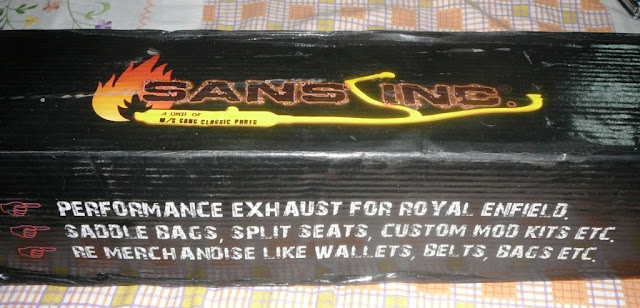 SANS INC.®
A UNIT OF
M/S SANS CLASSIC PARTS
PERFORMANCE EXHAUST FOR ROYAL ENFIELD.
SADDLE BAGS, SPLIT SEATS, CUSTOM MOD KITS ETC.
RE MERCHANDISE LIKE WALLETS, BELTS, BAGS ETC.